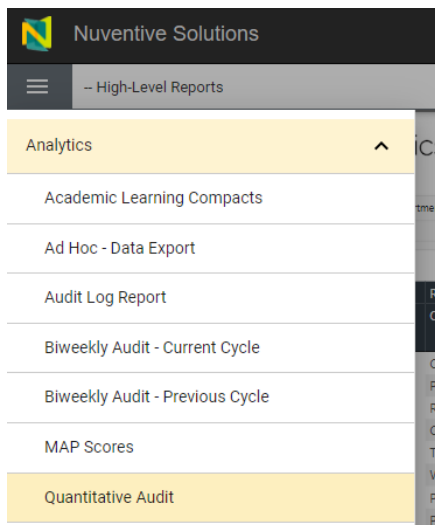 Nuventive Solutions
-- High-Level Reports
Analytics
Academic Learning Compacts
Ad Hoc - Data Export
Audit Log Report
Biweekly Audit - Current Cycle
Biweekly Audit - Previous Cycle
MAP Scores
Quantitative Audit